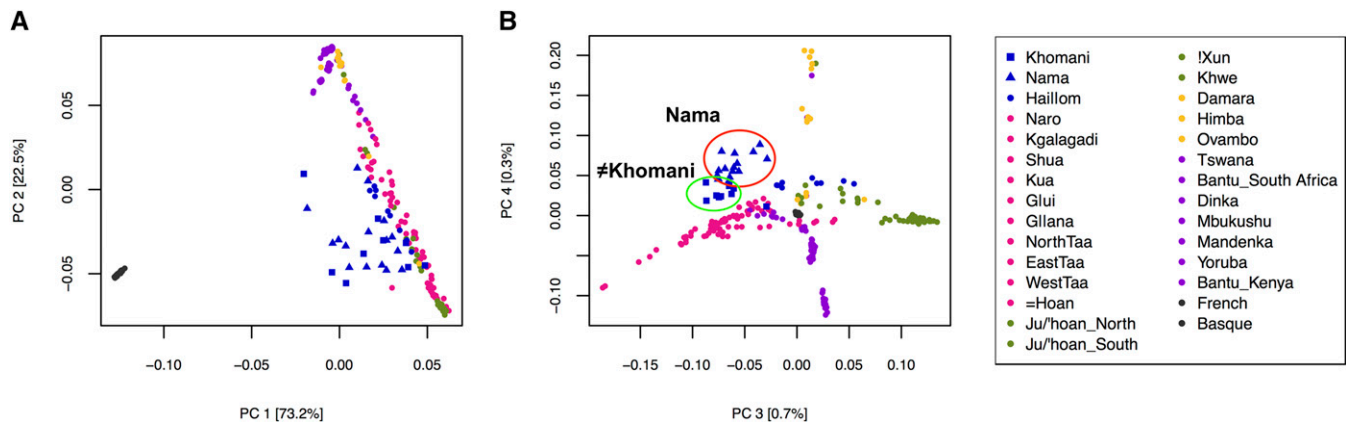 A
PC 2 [22.5%]
0.05
0.00
−0.05
−0.10
−0.05
0.00
0.05
PC 1 [73.2%]
B
PC 4 [0.3%]
0.20
0.15
0.10
0.05
0.00
−0.10
Nama
≠Khomani
−0.15
−0.10
−0.05
0.00
0.05
0.10
PC 3 [0.7%]
Khomani
Nama
Haillom
Naro
Kgalagadi
Shua
Kua
Glui
Gllana
NorthTaa
EastTaa
WestTaa
=Hoan
Ju/'hoan_North
Ju/'hoan_South
!Xun
Khwe
Damara
Himba
Ovambo
Tswana
Bantu_South Africa
Dinka
Mbukushu
Mandenka
Yoruba
Bantu_Kenya
French
Basque